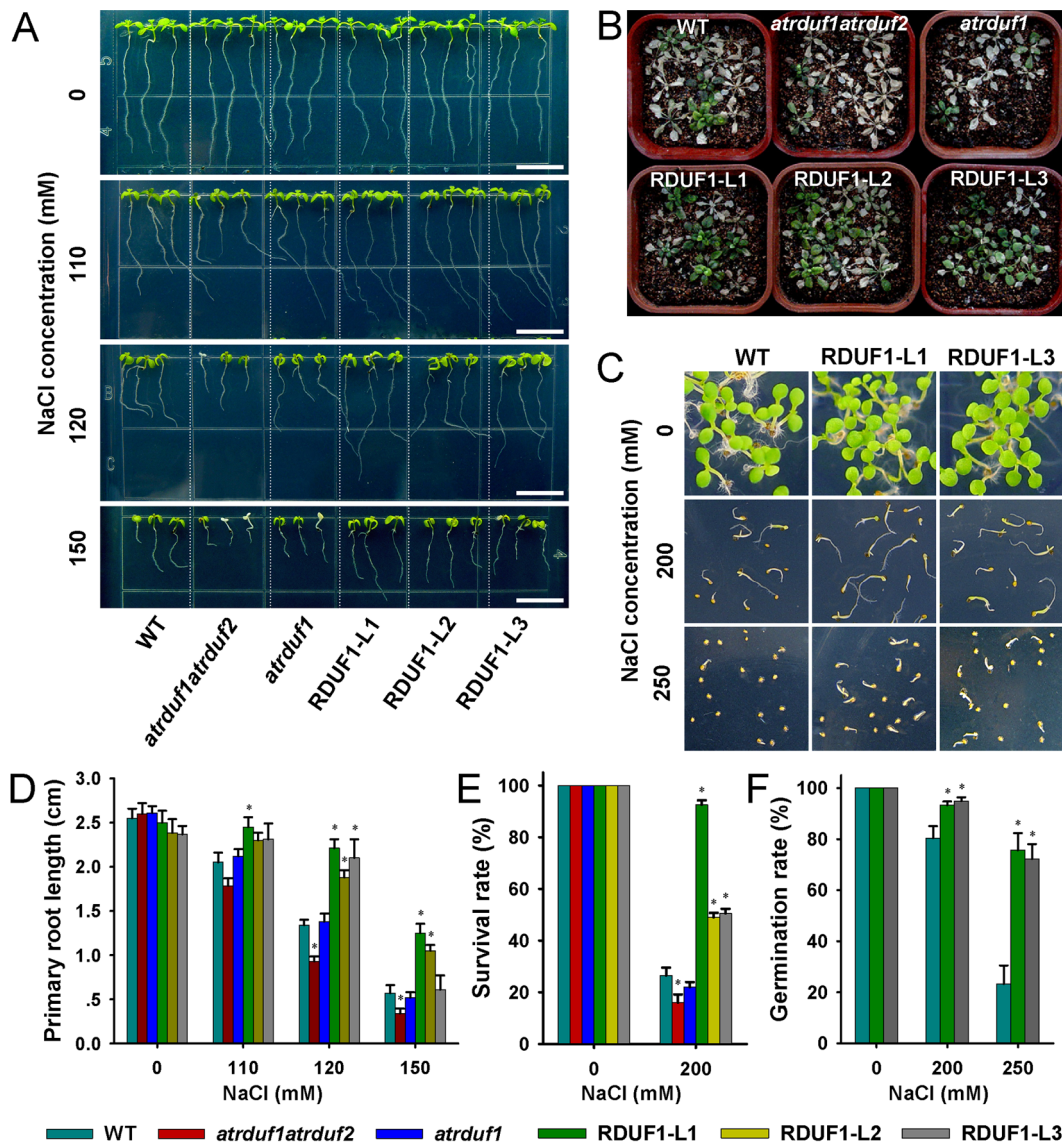 A
NaCl concentration (mM)
0
110
120
150
WT
atrduf1atrduf2
atrduf1
RDUF1-L1
RDUF1-L2
RDUF1-L3
B
WT
atrduf1atrduf2
atrduf1
RDUF1-L1
RDUF1-L2
RDUF1-L3
C
WT
RDUF1-L1
RDUF1-L3
NaCl concentration (mM)
0
200
250
D
Primary root length (cm)
3.0
2.5
2.0
1.5
1.0
.5
0.0
* * * * * * * *
0
110
120
150
NaCl (mM)
E
Survival rate (%)
100
80
60
40
20
0
* * * *
0
200
NaCl (mM)
F
Germination rate (%)
100
80
60
40
20
0
* * * *
0
200
250
NaCl (mM)
WT
atrduf1atrduf2
atrduf1
RDUF1-L1
RDUF1-L2
RDUF1-L3